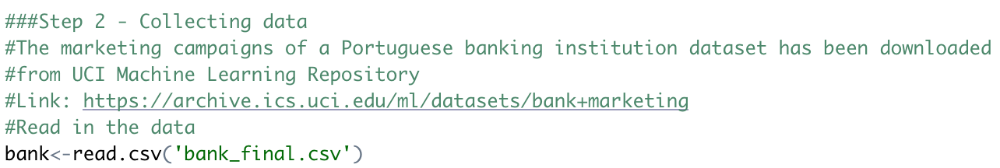 ###Step 2 - Collecting data
#The marketing campaigns of a Portuguese banking institution dataset has been downloaded
#from UCI Machine Learning Repository
#Link: https://archive.ics.uci.edu/ml/datasets/bank+marketing
#Read in the data
bank<-read.csv('bank_final.csv')